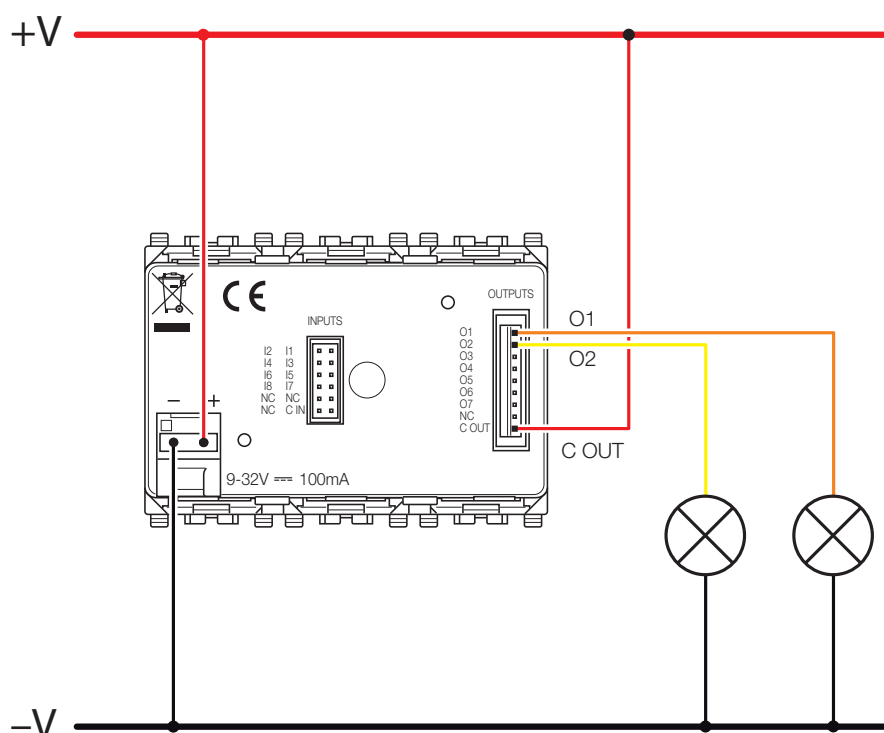 +V
OUTPUTS
CE
INPUTS
O1
O1
O2
O2
O3
O4
O5
O6
O7
NC
C OUT
C OUT
I2 I1
I4 I3
I6 I5
I8 I7
NC NC
NC C IN
– +
9-32V ⎓ 100mA
–V